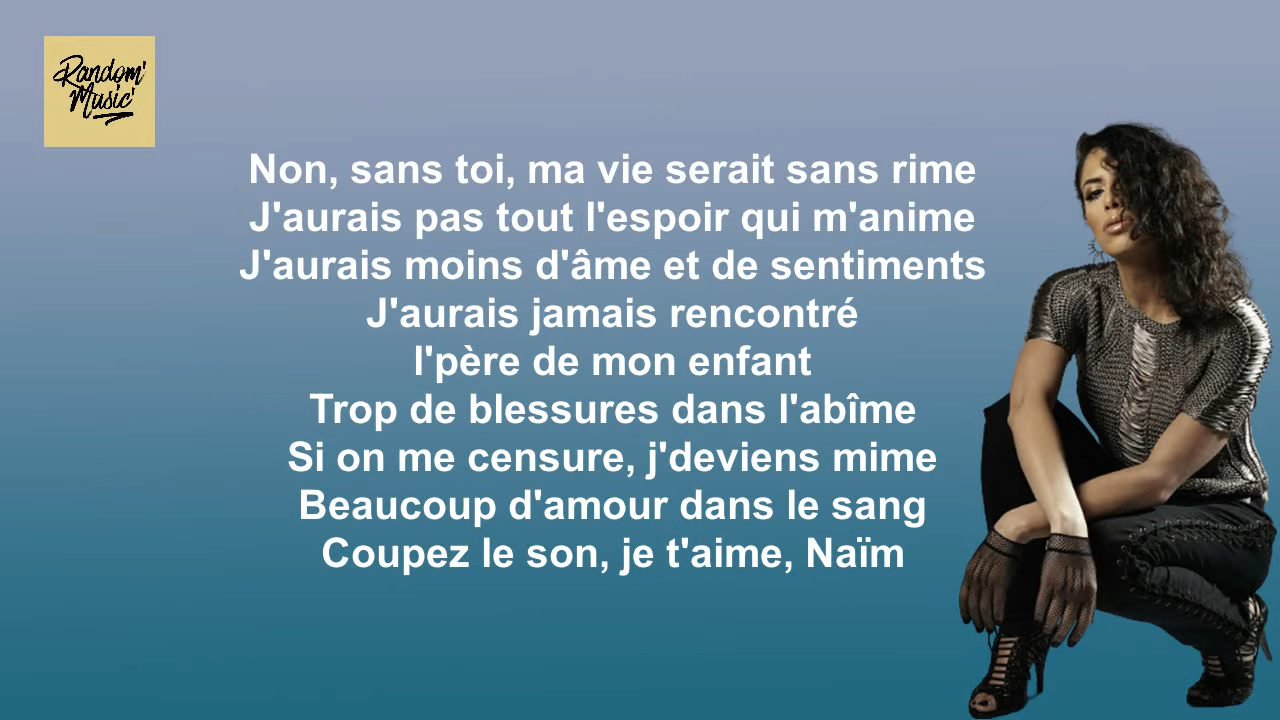 Random'
Music'
Non, sans toi, ma vie serait sans rime
J'aurais pas tout l'espoir qui m'anime
J'aurais moins d'âme et de sentiments
J'aurais jamais rencontré
l'père de mon enfant
Trop de blessures dans l'abîme
Si on me censure, j'deviens mime
Beaucoup d'amour dans le sang
Coupez le son, je t'aime, Naïm